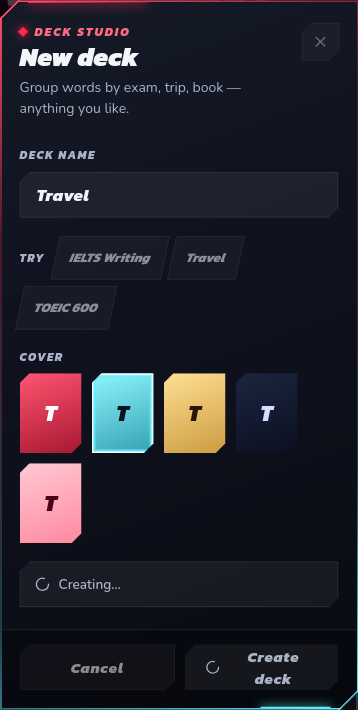 DECK STUDIO
New deck
Group words by exam, trip, book —
anything you like.
DECK NAME
Travel
TRY IELTS Writing Travel
TOEIC 600
COVER
T T T T
T
Creating...
Cancel Create
deck